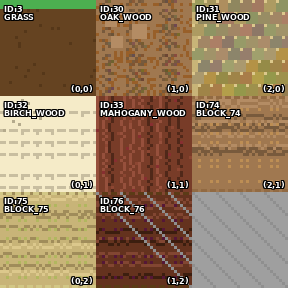 ID:3
GRASS
(0,0)
ID:30
OAK_WOOD
(1,0)
ID:31
PINE_WOOD
(2,0)
ID:32
BIRCH_WOOD
(0,1)
ID:33
MAHOGANY_WOOD
(1,1)
ID:74
BLOCK_74
(2,1)
ID:75
BLOCK_75
(0,2)
ID:76
BLOCK_76
(1,2)